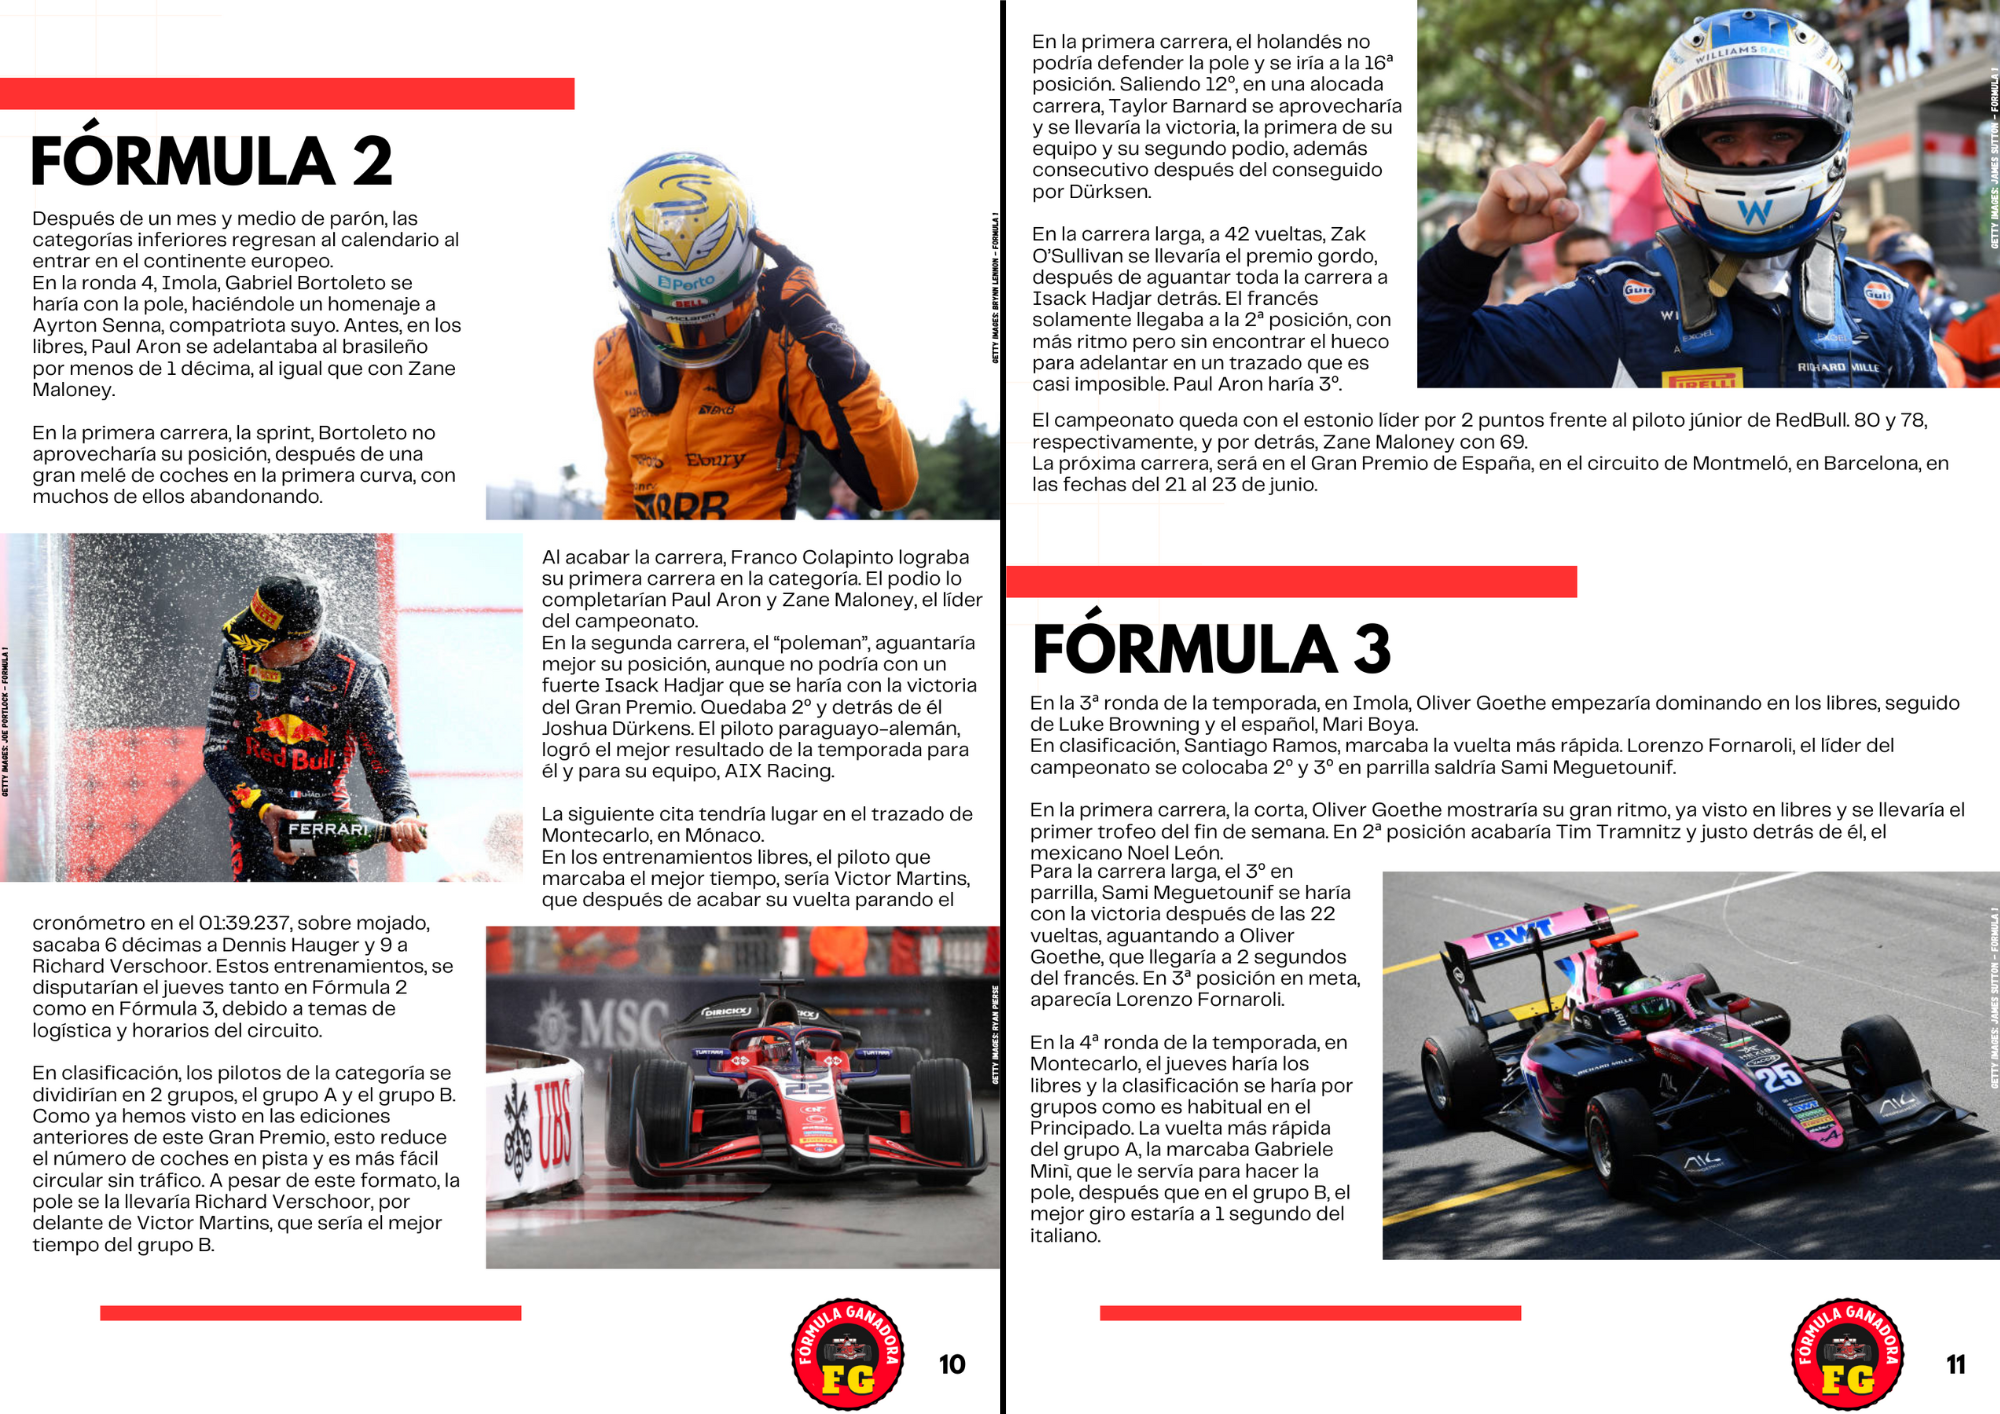 FÓRMULA 2
Después de un mes y medio de parón, las
categorías inferiores regresan al calendario al
entrar en el continente europeo.
En la ronda 4, Imola, Gabriel Bortoleto se
haría con la pole, haciéndole un homenaje a
Ayrton Senna, compatriota suyo. Antes, en los
libres, Paul Aron se adelantaba al brasileño
por menos de 1 décima, al igual que con Zane
Maloney.
En la primera carrera, la sprint, Bortoleto no
aprovecharía su posición, después de una
gran melé de coches en la primera curva, con
muchos de ellos abandonando.
Porto
BELL
McLaren
Ebury
BRB
GETTY IMAGES: BRYNN LENNON - FORMULA 1
Red Bull
FERRARI
GETTY IMAGES: JOE PORTLOCK - FORMULA 1
Al acabar la carrera, Franco Colapinto lograba
su primera carrera en la categoría. El podio lo
completarían Paul Aron y Zane Maloney, el líder
del campeonato.
En la segunda carrera, el “poleman”, aguantaría
mejor su posición, aunque no podría con un
fuerte Isack Hadjar que se haría con la victoria
del Gran Premio. Quedaba 2º y detrás de él
Joshua Dürkens. El piloto paraguayo-alemán,
logró el mejor resultado de la temporada para
él y para su equipo, AIX Racing.
La siguiente cita tendría lugar en el trazado de
Montecarlo, en Mónaco.
En los entrenamientos libres, el piloto que
marcaba el mejor tiempo, sería Victor Martins,
que después de acabar su vuelta parando el
cronómetro en el 01:39.237, sobre mojado,
sacaba 6 décimas a Dennis Hauger y 9 a
Richard Verschoor. Estos entrenamientos, se
disputarían el jueves tanto en Fórmula 2
como en Fórmula 3, debido a temas de
logística y horarios del circuito.
En clasificación, los pilotos de la categoría se
dividirían en 2 grupos, el grupo A y el grupo B.
Como ya hemos visto en las ediciones
anteriores de este Gran Premio, esto reduce
el número de coches en pista y es más fácil
circular sin tráfico. A pesar de este formato, la
pole se la llevaría Richard Verschoor, por
delante de Victor Martins, que sería el mejor
tiempo del grupo B.
MSC
DIRICKX
UBS
22
GETTY IMAGES: RYAN PIERSE
FÓRMULA GANADORA
FG
10
En la primera carrera, el holandés no
podría defender la pole y se iría a la 16ª
posición. Saliendo 12º, en una alocada
carrera, Taylor Barnard se aprovecharía
y se llevaría la victoria, la primera de su
equipo y su segundo podio, además
consecutivo después del conseguido
por Dürksen.
En la carrera larga, a 42 vueltas, Zak
O'Sullivan se llevaría el premio gordo,
después de aguantar toda la carrera a
Isack Hadjar detrás. El francés
solamente llegaba a la 2ª posición, con
más ritmo pero sin encontrar el hueco
para adelantar en un trazado que es
casi imposible. Paul Aron haría 3º.
WILLIAMS RAC
W
Gulf
Gulf
PIRELLI
RICHARD MILLE
GETTY IMAGES: JAMES SUTTON - FORMULA 1
El campeonato queda con el estonio líder por 2 puntos frente al piloto júnior de RedBull. 80 y 78,
respectivamente, y por detrás, Zane Maloney con 69.
La próxima carrera, será en el Gran Premio de España, en el circuito de Montmeló, en Barcelona, en
las fechas del 21 al 23 de junio.
FÓRMULA 3
En la 3ª ronda de la temporada, en Imola, Oliver Goethe empezaría dominando en los libres, seguido
de Luke Browning y el español, Mari Boya.
En clasificación, Santiago Ramos, marcaba la vuelta más rápida. Lorenzo Fornaroli, el líder del
campeonato se colocaba 2º y 3º en parrilla saldría Sami Meguetounif.
En la primera carrera, la corta, Oliver Goethe mostraría su gran ritmo, ya visto en libres y se llevaría el
primer trofeo del fin de semana. En 2ª posición acabaría Tim Tramnitz y justo detrás de él, el
mexicano Noel León.
Para la carrera larga, el 3º en
parrilla, Sami Meguetounif se haría
con la victoria después de las 22
vueltas, aguantando a Oliver
Goethe, que llegaría a 2 segundos
del francés. En 3ª posición en meta,
aparecía Lorenzo Fornaroli.
En la 4ª ronda de la temporada, en
Montecarlo, el jueves haría los
libres y la clasificación se haría por
grupos como es habitual en el
Principado. La vuelta más rápida
del grupo A, la marcaba Gabriele
Minì, que le servía para hacer la
pole, después que en el grupo B, el
mejor giro estaría a 1 segundo del
italiano.
BWT
25
GETTY IMAGES: JAMES SUTTON - FORMULA 1
FÓRMULA GANADORA
FG
11